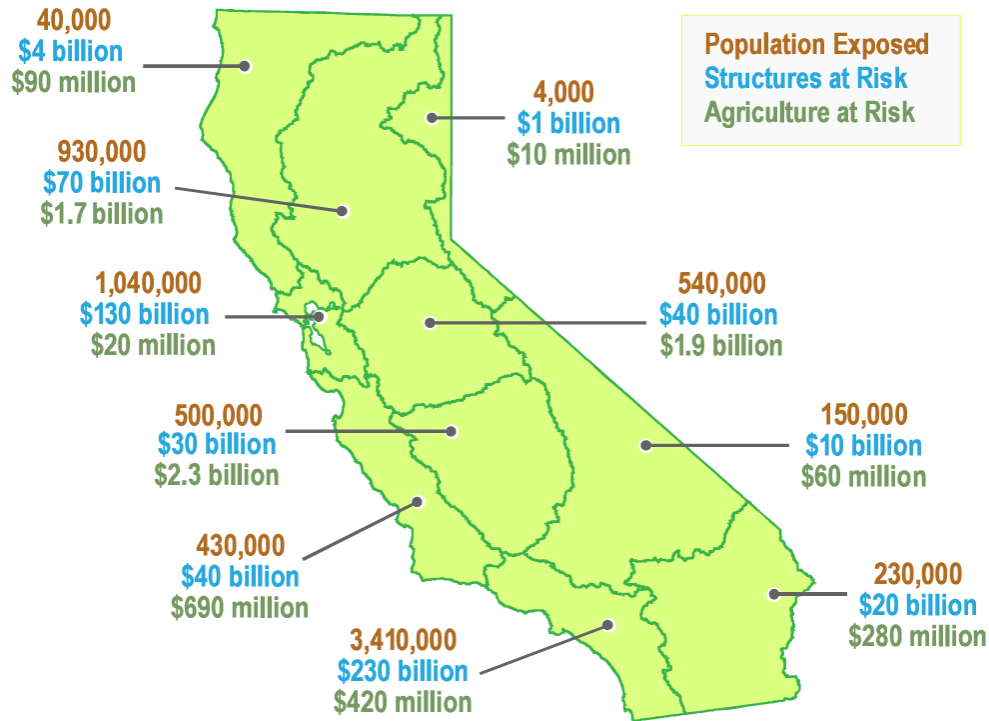 40,000
$4 billion
$90 million
Population Exposed
Structures at Risk
Agriculture at Risk
4,000
$1 billion
$10 million
930,000
$70 billion
$1.7 billion
1,040,000
$130 billion
$20 million
540,000
$40 billion
$1.9 billion
500,000
$30 billion
$2.3 billion
150,000
$10 billion
$60 million
430,000
$40 billion
$690 million
230,000
$20 billion
$280 million
3,410,000
$230 billion
$420 million